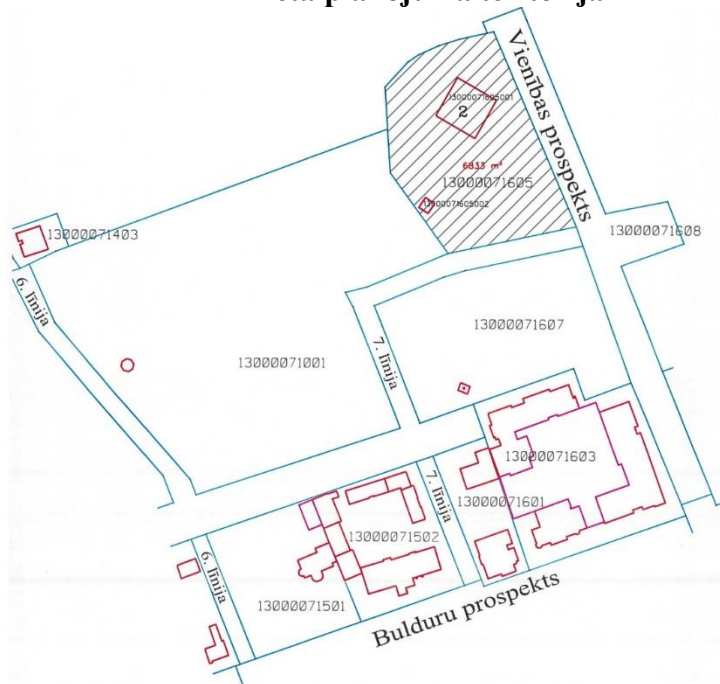 Vienības prospekts
13000071605001
2
6833 m²
13000071605
13000071605002
13000071403
13000071608
6. līnija
13000071607
7. līnija
13000071001
13000071603
13000071601
7. līnija
13000071502
6. līnija
13000071501
Bulduru prospekts